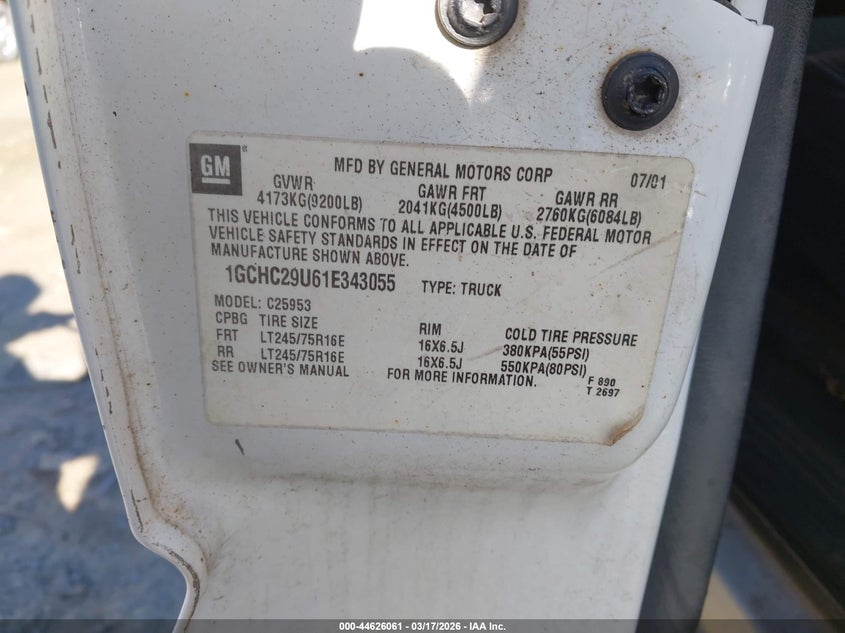 GM
MFD BY GENERAL MOTORS CORP 07/01
GVWR GAWR FRT GAWR RR
4173KG(9200LB) 2041KG(4500LB) 2760KG(6084LB)
THIS VEHICLE CONFORMS TO ALL APPLICABLE U.S. FEDERAL MOTOR
VEHICLE SAFETY STANDARDS IN EFFECT ON THE DATE OF
MANUFACTURE SHOWN ABOVE.
1GCHC29U61E343055 TYPE: TRUCK
MODEL: C25953
CPBG TIRE SIZE RIM COLD TIRE PRESSURE
FRT LT245/75R16E 16X6.5J 380KPA(55PSI)
RR LT245/75R16E 16X6.5J 550KPA(80PSI)
SEE OWNER'S MANUAL FOR MORE INFORMATION.
F 890
T 2697
000-44626061 — 03/17/2026 — IAA Inc.